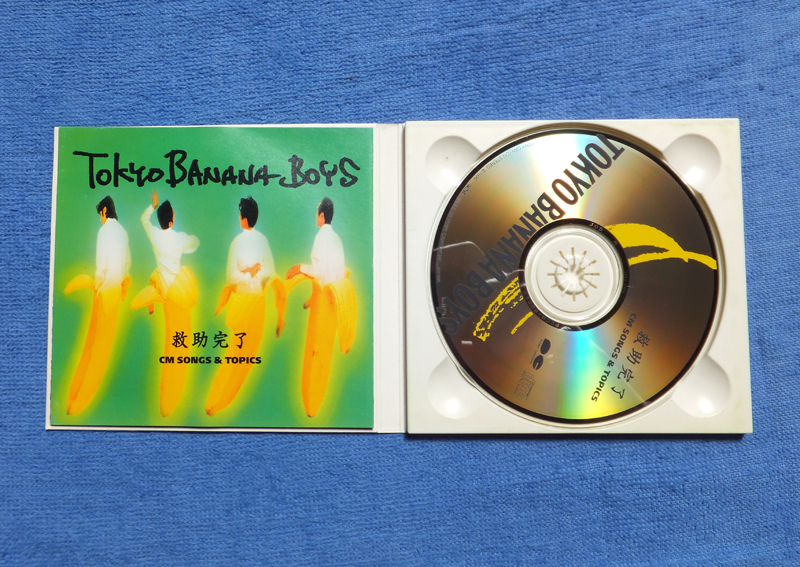 TOKYO BANANA BOYS
救助完了
CM SONGS & TOPICS
TOKYO BANANA BOYS
救助完了
CM SONGS & TOPICS